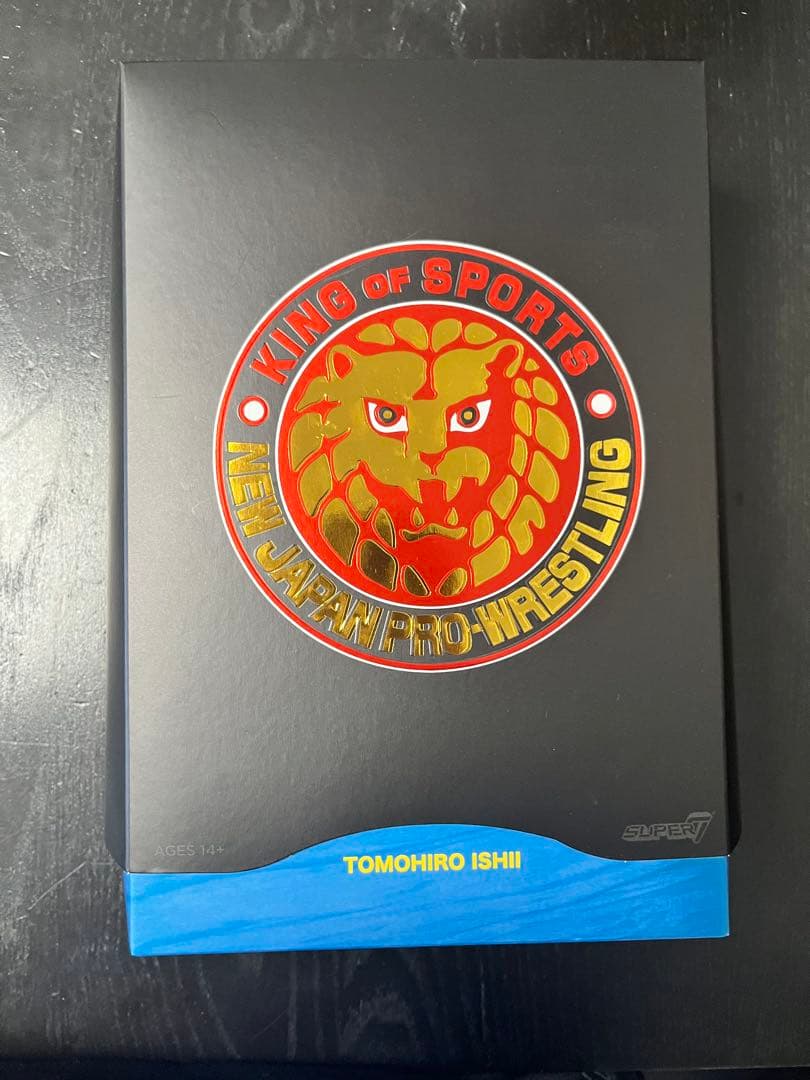 KING OF SPORTS
NEW JAPAN PRO-WRESTLING
AGES 14+
SUPER7
TOMOHIRO ISHII